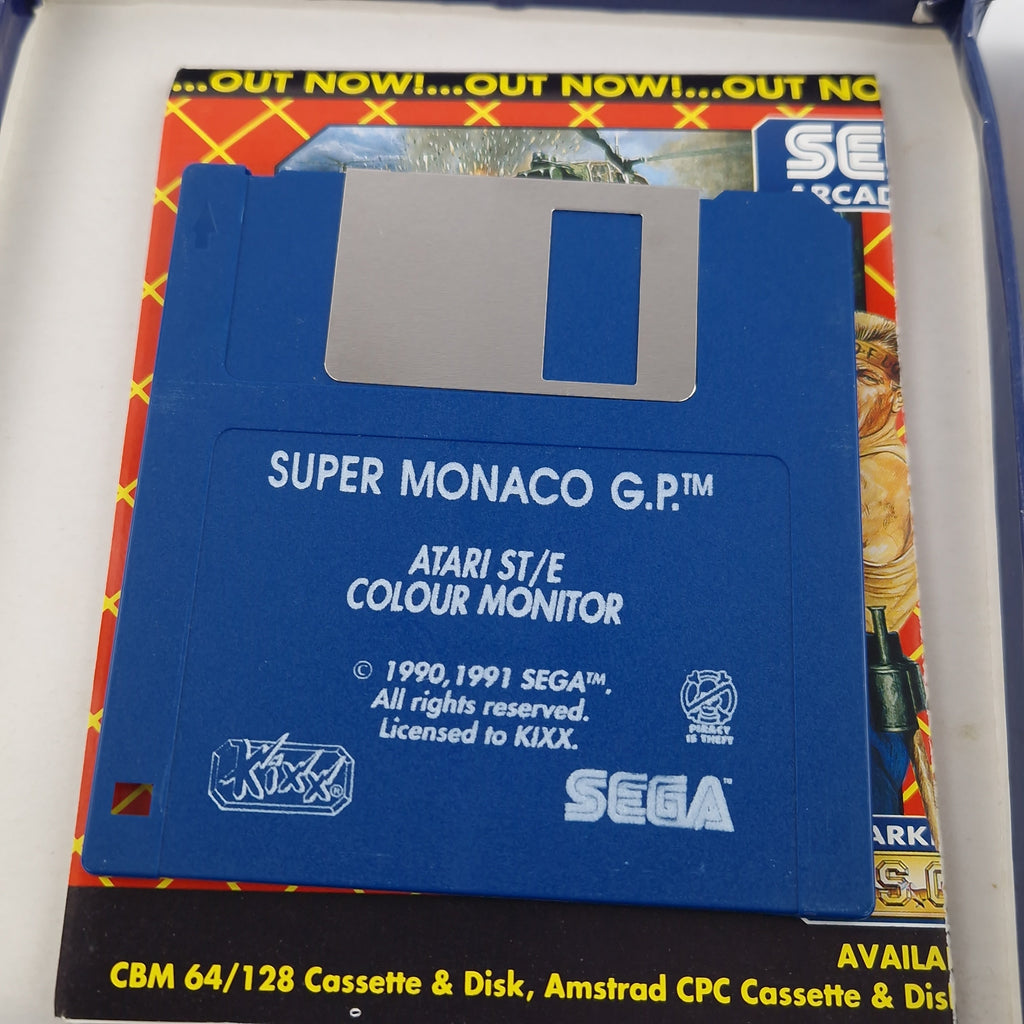 ...OUT NOW!...OUT NOW!...OUT NO
SE
ARCAD
SUPER MONACO G.P.™
ATARI ST/E
COLOUR MONITOR
© 1990,1991 SEGA™.
All rights reserved.
Licensed to KIXX.
PIRACY
IS THEFT
Kixx®
SEGA™
ARK
S.C
AVAILA
CBM 64/128 Cassette & Disk, Amstrad CPC Cassette & Dis